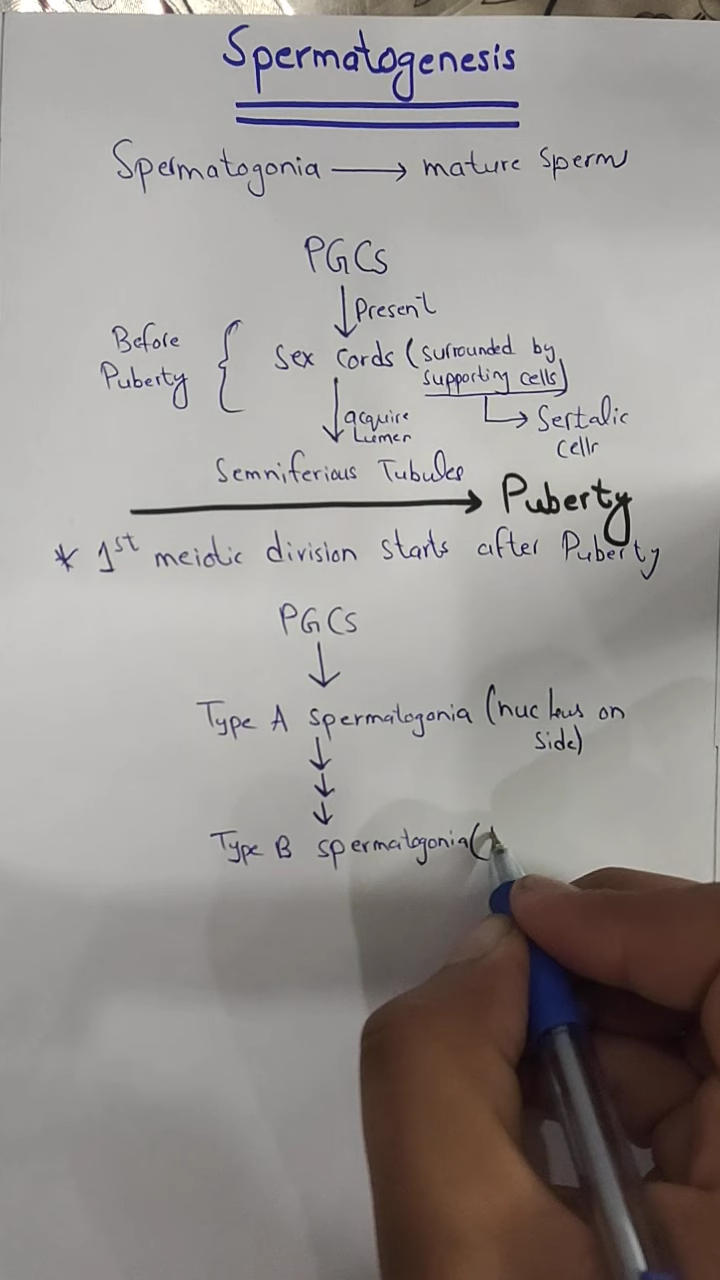 Spermatogenesis
Spermatogonia → mature sperm
PGCs
↓ Present
Before Puberty { Sex Cords (surrounded by
supporting cells)
↓ acquire Lumen
↳ Sertalic
cells
Semniferious Tubules
→ Puberty
* 1st meiotic division starts after Puberty
PGCs
↓
Type A spermatogonia (nucleus on
side)
↓
↓
↓
Type B spermatogonia (